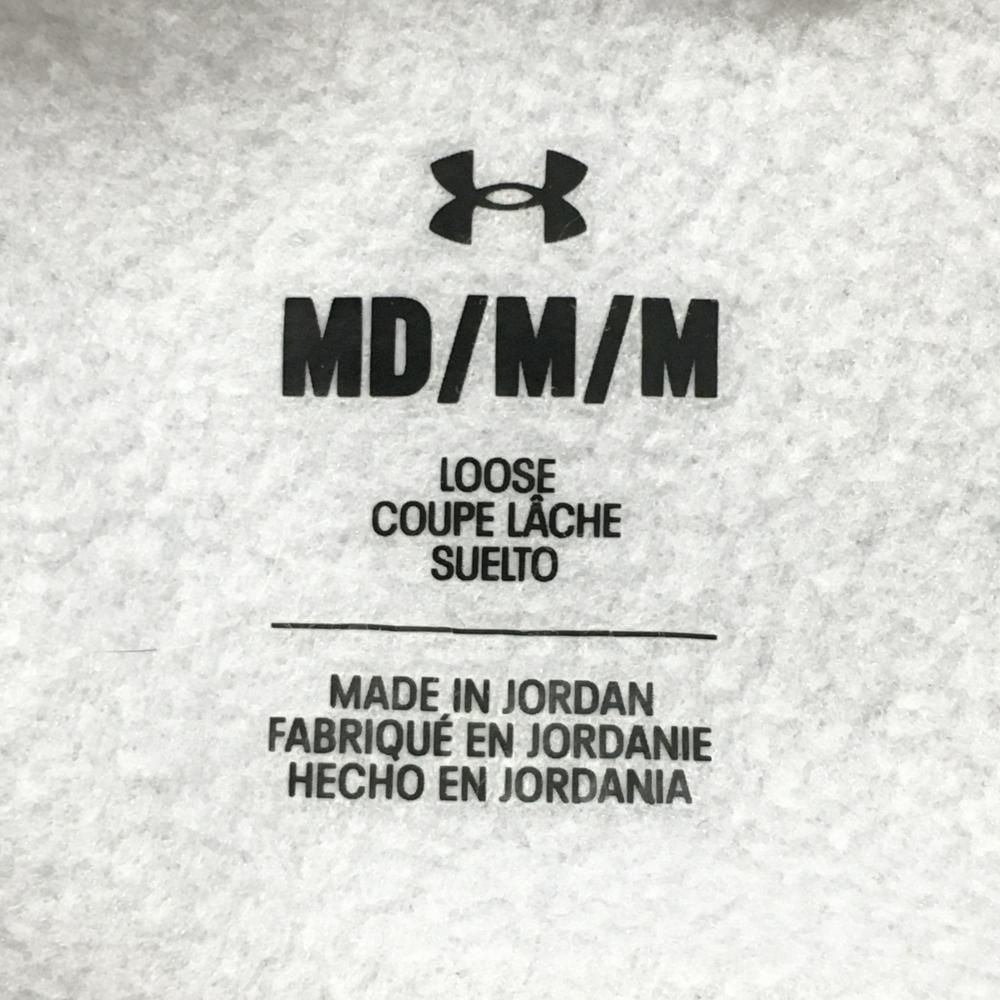 MD/M/M
LOOSE
COUPE LÂCHE
SUELTO
MADE IN JORDAN
FABRIQUÉ EN JORDANIE
HECHO EN JORDANIA